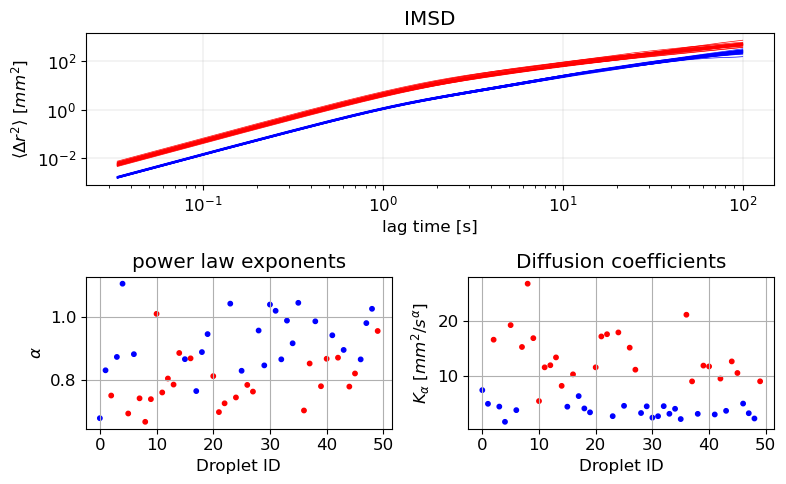 IMSD
⟨Δr²⟩ [mm²]
10² 
10⁰
10⁻²
10⁻¹ 10⁰ 10¹ 10²
lag time [s]
power law exponents
α
1.0
0.8
0 10 20 30 40 50
Droplet ID
Diffusion coefficients
K_α [mm²/s^α]
20
10
0 10 20 30 40 50
Droplet ID